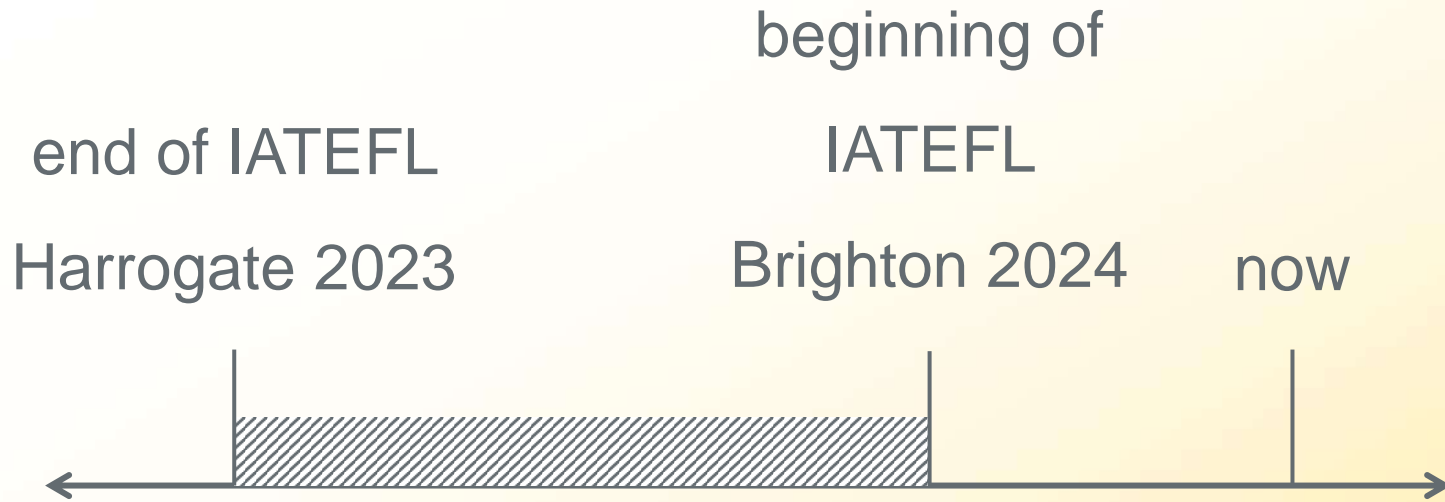 end of IATEFL
Harrogate 2023
beginning of
IATEFL
Brighton 2024
now